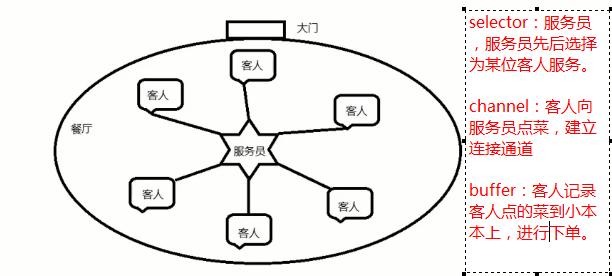 大门
客人
客人
客人
餐厅
服务员
客人
客人
客人
selector：服务员
，服务员先后选择
为某位客人服务。
channel：客人向
服务员点菜，建立
连接通道
buffer：客人记录
客人点的菜到小本
本上，进行下单。